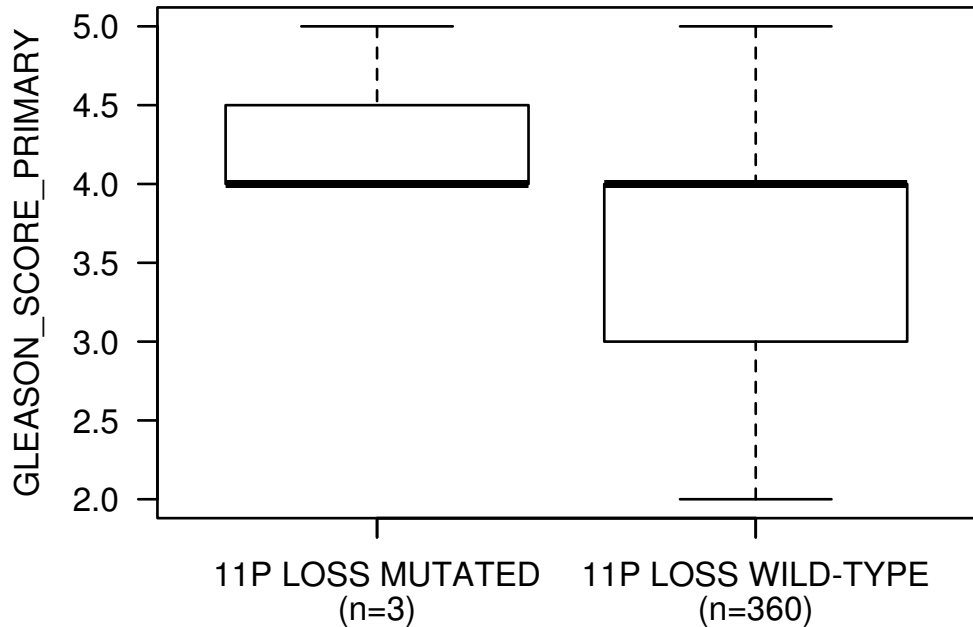 GLEASON_SCORE_PRIMARY
5.0
4.5
4.0
3.5
3.0
2.5
2.0
11P LOSS MUTATED
(n=3)
11P LOSS WILD-TYPE
(n=360)